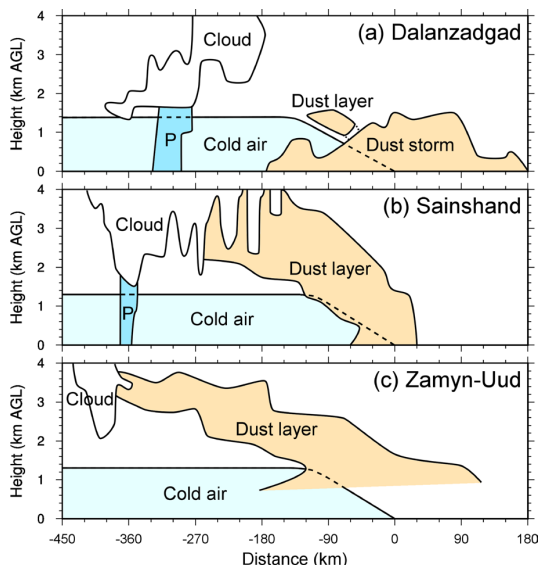 4
3
2
1
0
Height (km AGL)
(a) Dalanzadgad
Cloud
Dust layer
P
Cold air
Dust storm
4
3
2
1
0
Height (km AGL)
(b) Sainshand
Cloud
Dust layer
P
Cold air
4
3
2
1
0
Height (km AGL)
(c) Zamyn-Uud
Cloud
Dust layer
Cold air
-450 -360 -270 -180 -90 0 90 180
Distance (km)